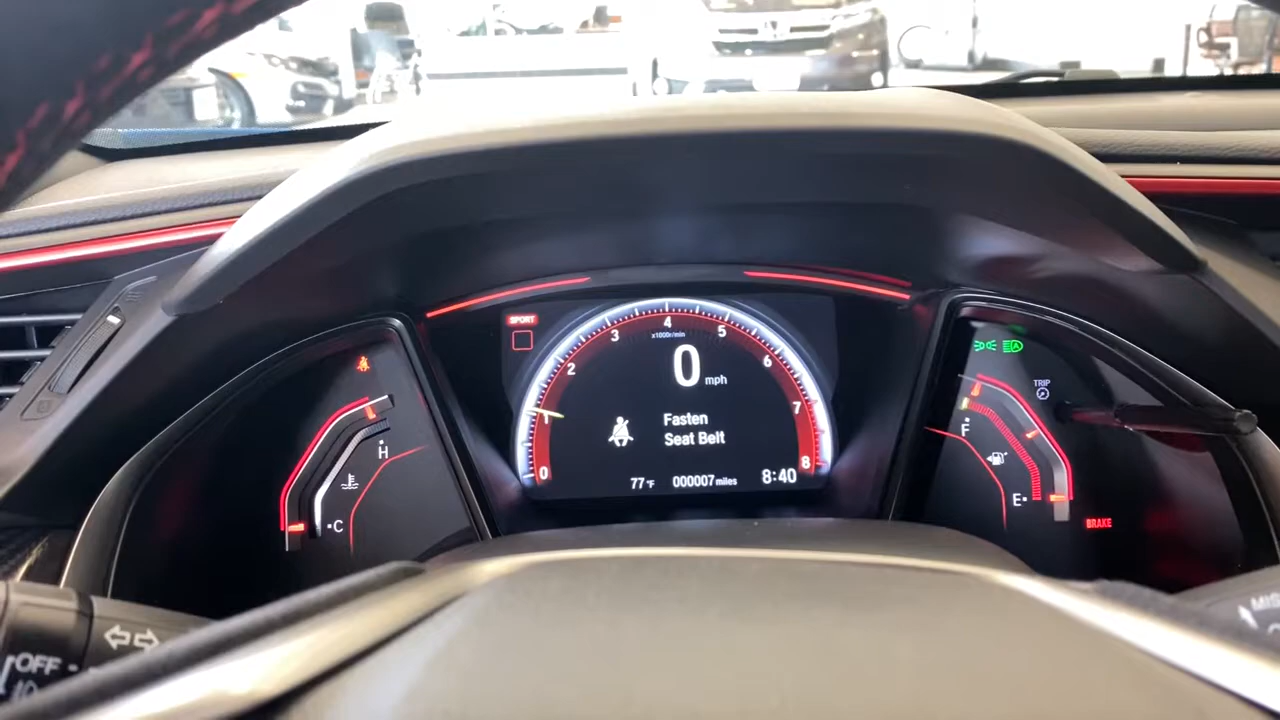 SPORT
4
3
5
x1000r/min
2
6
0 mph
1
7
Fasten
Seat Belt
0
8
77°F 000007 miles 8:40
H
C
TRIP
F
E
BRAKE
A
OFF